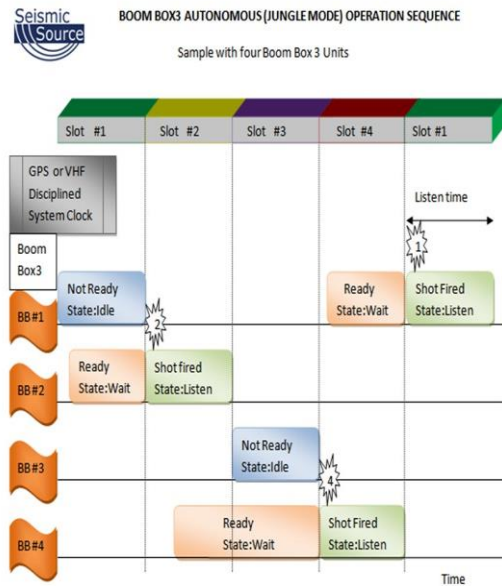 Seismic
Source
BOOM BOX3 AUTONOMOUS (JUNGLE MODE) OPERATION SEQUENCE
Sample with four Boom Box 3 Units
Slot #1
Slot #2
Slot #3
Slot #4
Slot #1
GPS or VHF
Disciplined
System Clock
Listen time
Boom
Box3
1
Not Ready
State:Idle
Ready
State:Wait
Shot Fired
State:Listen
BB#1
2
Ready
State:Wait
Shot fired
State:Listen
BB#2
Not Ready
State:Idle
BB#3
4
Ready
State:Wait
Shot Fired
State:Listen
BB#4
Time